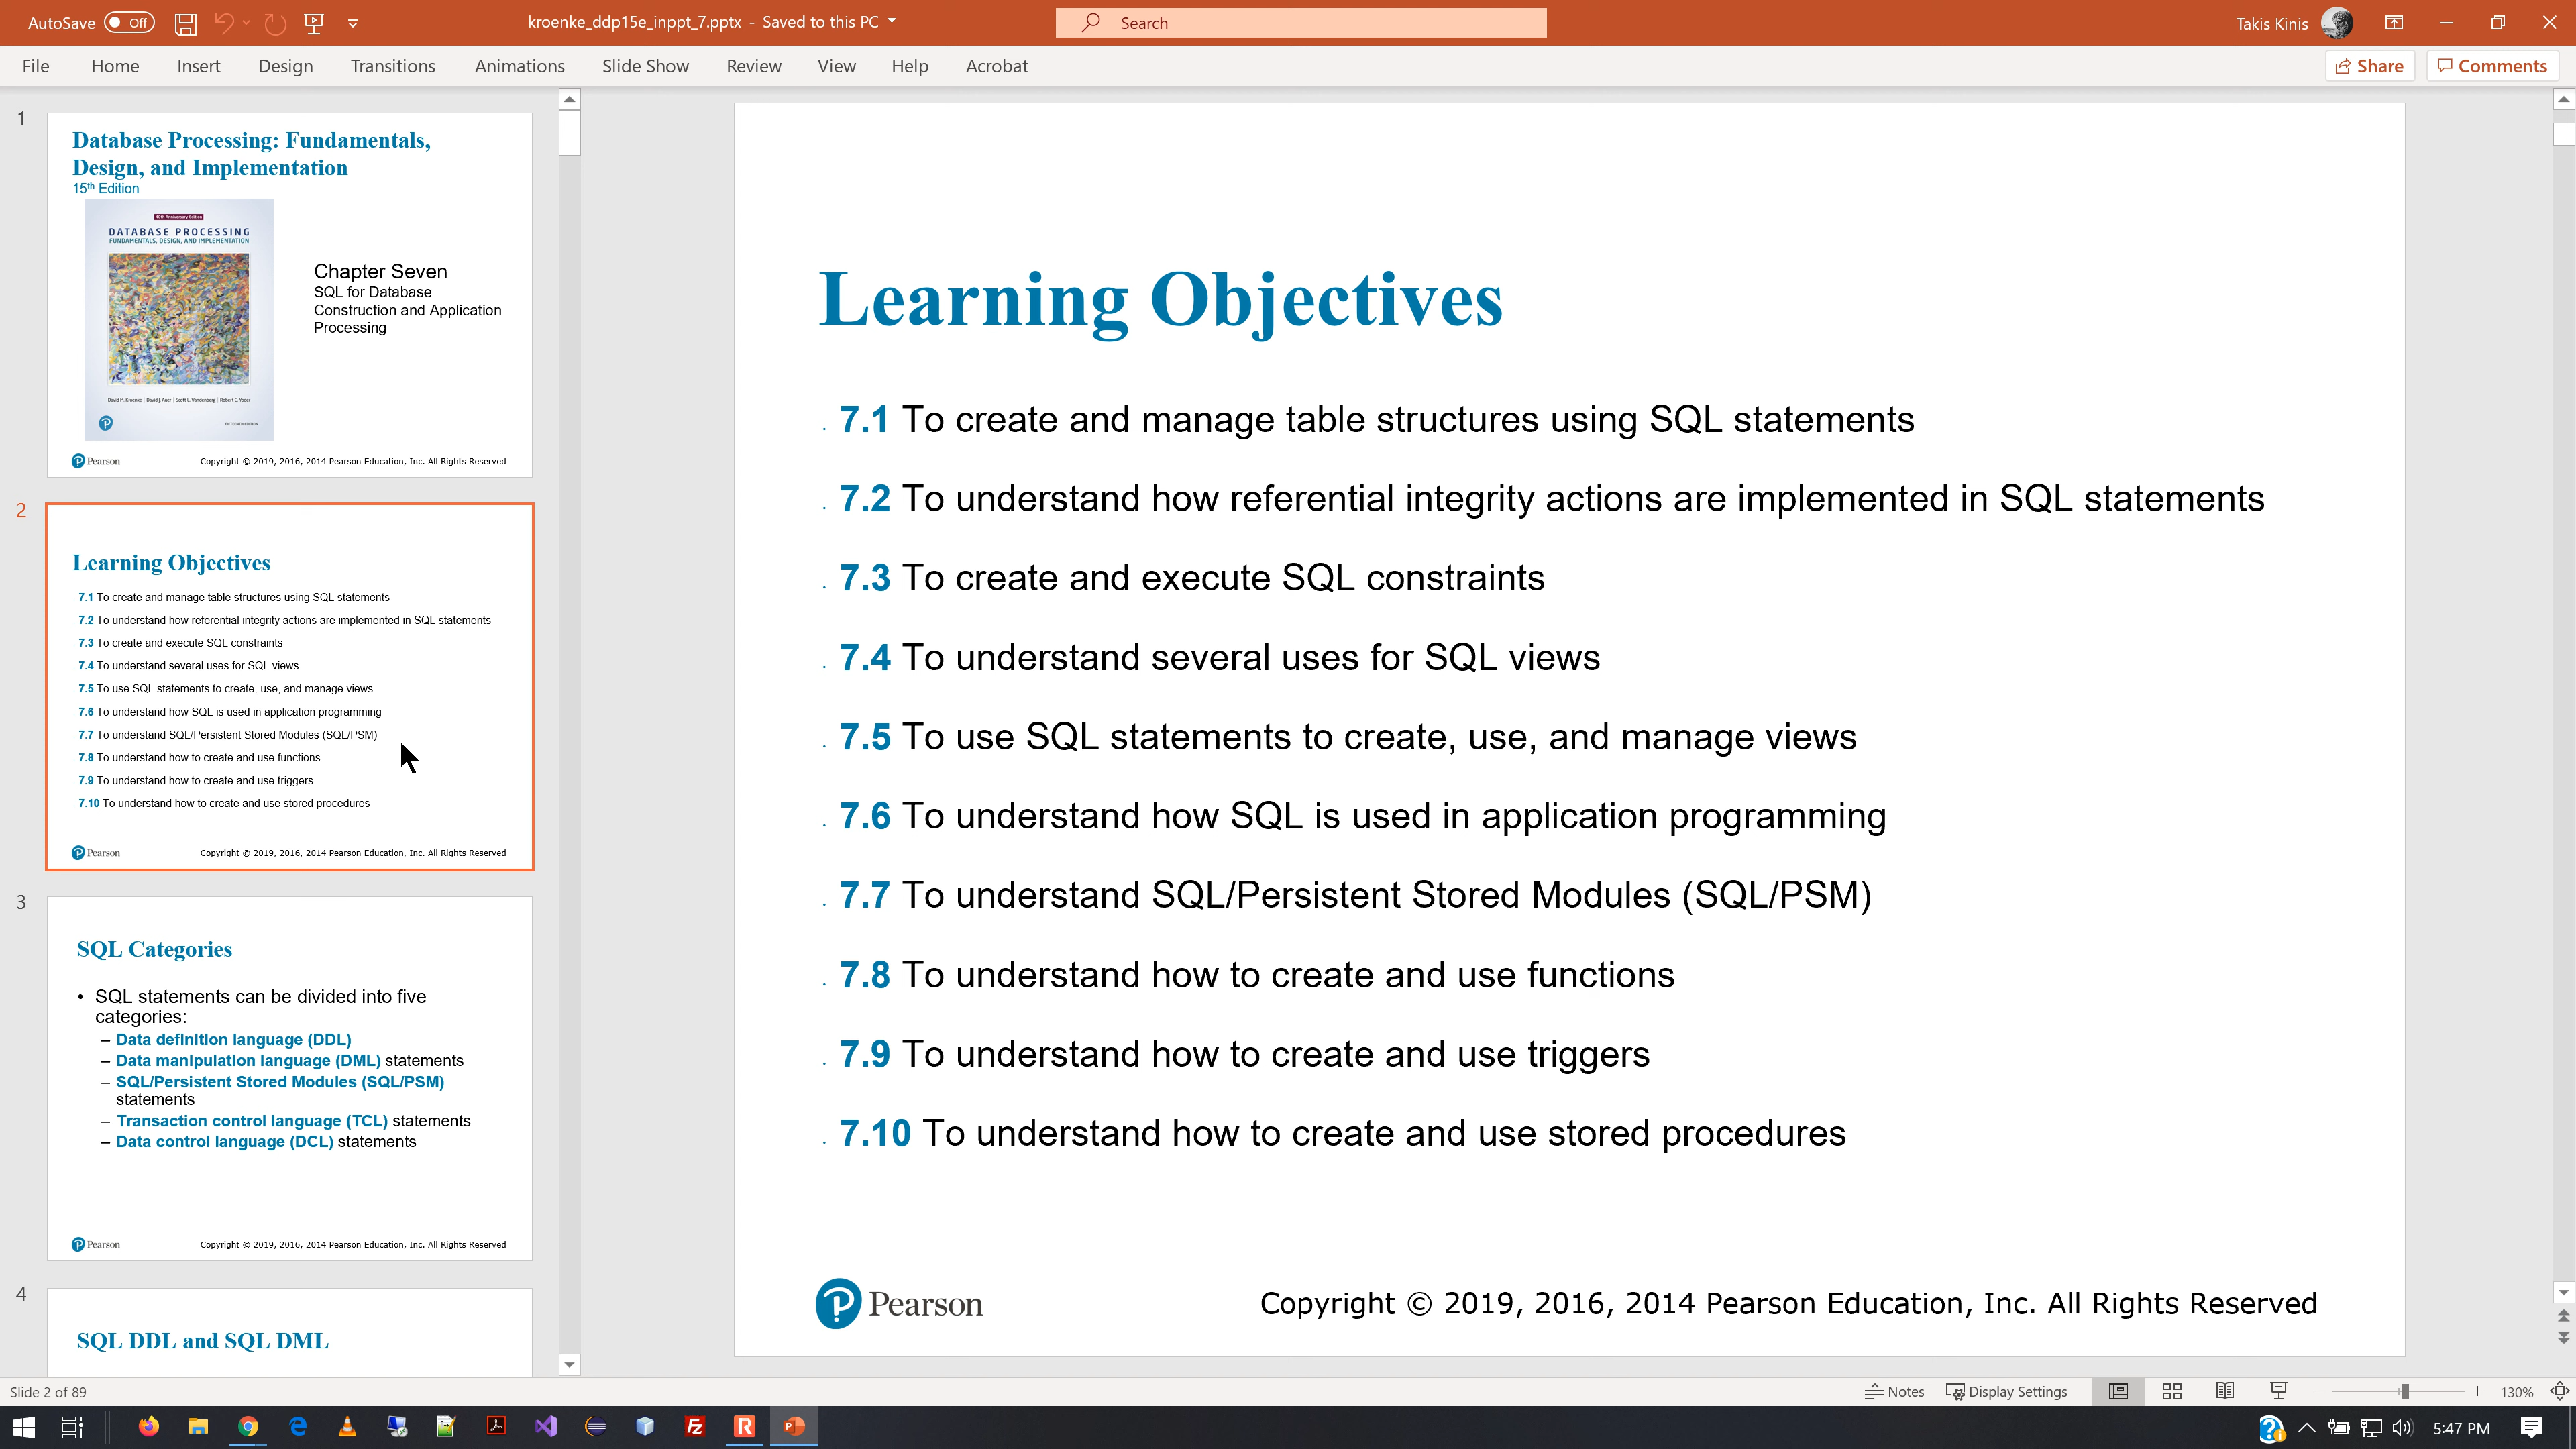 AutoSave Off
kroenke_ddp15e_inppt_7.pptx - Saved to this PC
Search
Takis Kinis
File Home Insert Design Transitions Animations Slide Show Review View Help Acrobat
Share Comments
1
Database Processing: Fundamentals,
Design, and Implementation
15th Edition
40th Anniversary Edition
DATABASE PROCESSING
FUNDAMENTALS, DESIGN, AND IMPLEMENTATION
David M. Kroenke | David J. Auer | Scott L. Vandenberg | Robert C. Yoder
FIFTEENTH EDITION
Chapter Seven
SQL for Database
Construction and Application
Processing
Pearson
Copyright © 2019, 2016, 2014 Pearson Education, Inc. All Rights Reserved
2
Learning Objectives
7.1 To create and manage table structures using SQL statements
7.2 To understand how referential integrity actions are implemented in SQL statements
7.3 To create and execute SQL constraints
7.4 To understand several uses for SQL views
7.5 To use SQL statements to create, use, and manage views
7.6 To understand how SQL is used in application programming
7.7 To understand SQL/Persistent Stored Modules (SQL/PSM)
7.8 To understand how to create and use functions
7.9 To understand how to create and use triggers
7.10 To understand how to create and use stored procedures
Pearson
Copyright © 2019, 2016, 2014 Pearson Education, Inc. All Rights Reserved
3
SQL Categories
• SQL statements can be divided into five
categories:
– Data definition language (DDL)
– Data manipulation language (DML) statements
– SQL/Persistent Stored Modules (SQL/PSM)
statements
– Transaction control language (TCL) statements
– Data control language (DCL) statements
Pearson
Copyright © 2019, 2016, 2014 Pearson Education, Inc. All Rights Reserved
4
SQL DDL and SQL DML
Learning Objectives
. 7.1 To create and manage table structures using SQL statements
. 7.2 To understand how referential integrity actions are implemented in SQL statements
. 7.3 To create and execute SQL constraints
. 7.4 To understand several uses for SQL views
. 7.5 To use SQL statements to create, use, and manage views
. 7.6 To understand how SQL is used in application programming
. 7.7 To understand SQL/Persistent Stored Modules (SQL/PSM)
. 7.8 To understand how to create and use functions
. 7.9 To understand how to create and use triggers
. 7.10 To understand how to create and use stored procedures
Pearson
Copyright © 2019, 2016, 2014 Pearson Education, Inc. All Rights Reserved
Slide 2 of 89
Notes Display Settings
130%
5:47 PM